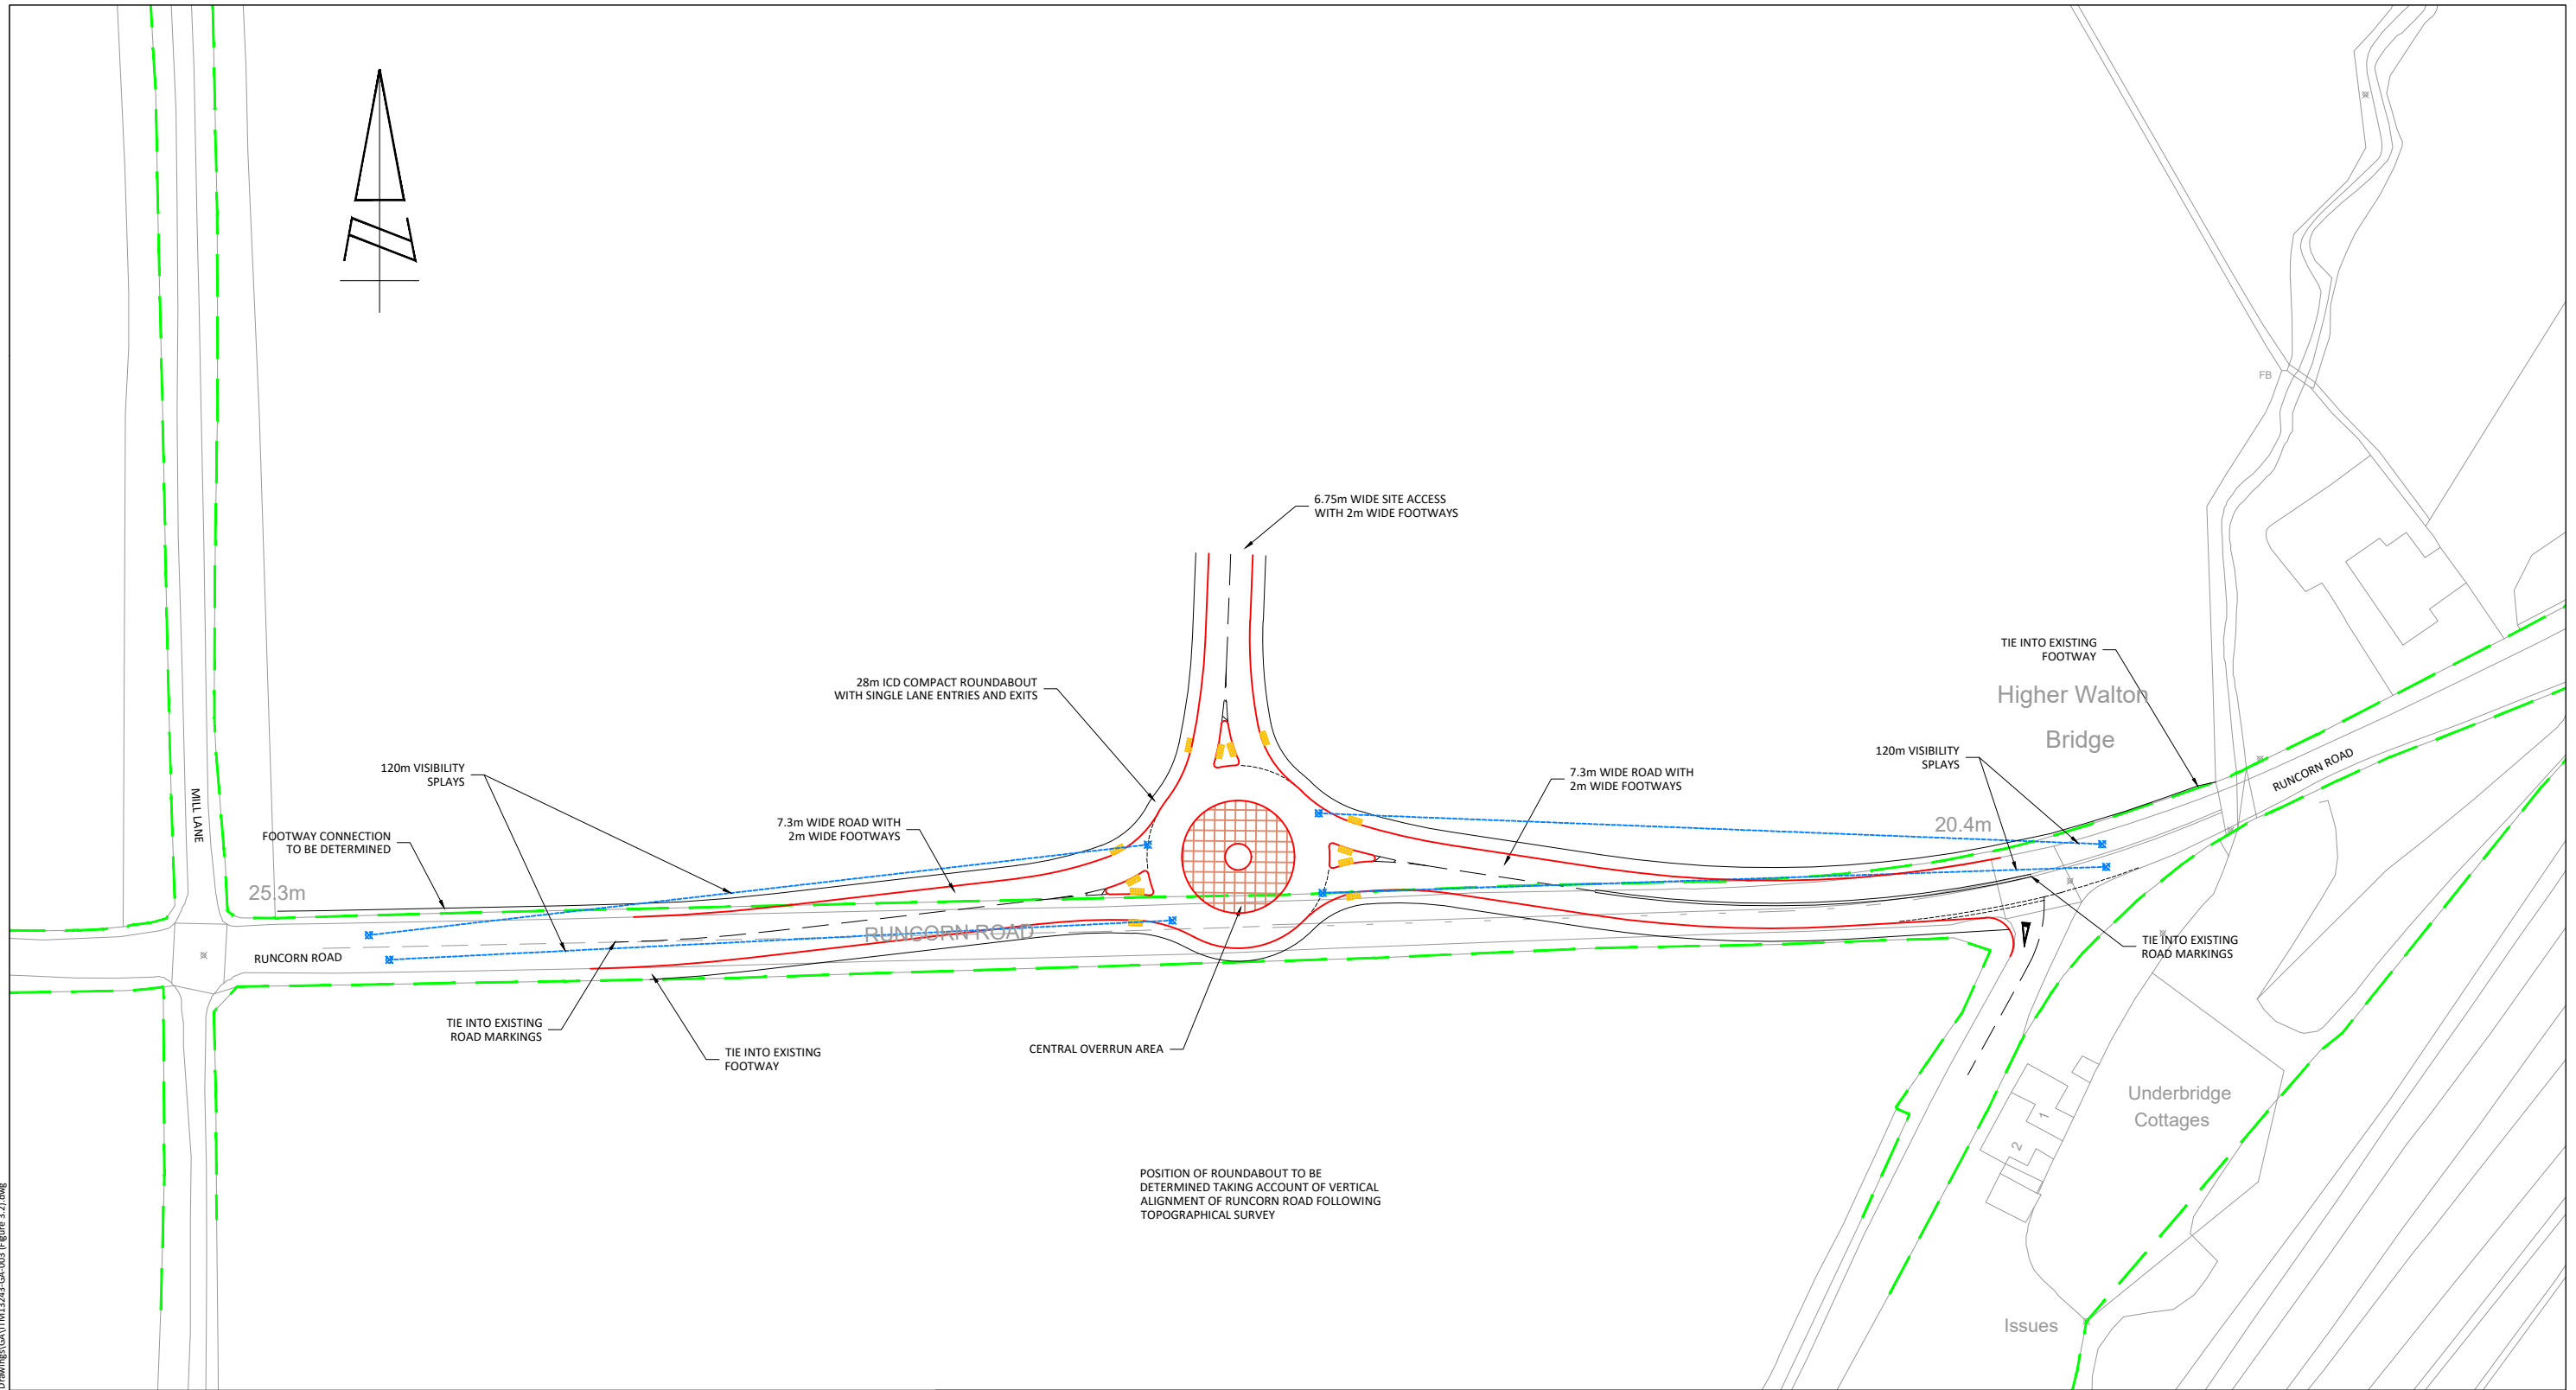 6.75m WIDE SITE ACCESS
WITH 2m WIDE FOOTWAYS
FB
TIE INTO EXISTING
FOOTWAY
Higher Walton
Bridge
28m ICD COMPACT ROUNDABOUT
WITH SINGLE LANE ENTRIES AND EXITS
120m VISIBILITY
SPLAYS
120m VISIBILITY
SPLAYS
7.3m WIDE ROAD WITH
2m WIDE FOOTWAYS
RUNCORN ROAD
MILL LANE
7.3m WIDE ROAD WITH
2m WIDE FOOTWAYS
20.4m
FOOTWAY CONNECTION
TO BE DETERMINED
25.3m
RUNCORN ROAD
RUNCORN ROAD
TIE INTO EXISTING
ROAD MARKINGS
TIE INTO EXISTING
ROAD MARKINGS
TIE INTO EXISTING
FOOTWAY
CENTRAL OVERRUN AREA
Underbridge
Cottages
1
2
POSITION OF ROUNDABOUT TO BE
DETERMINED TAKING ACCOUNT OF VERTICAL
ALIGNMENT OF RUNCORN ROAD FOLLOWING
TOPOGRAPHICAL SURVEY
Issues
N